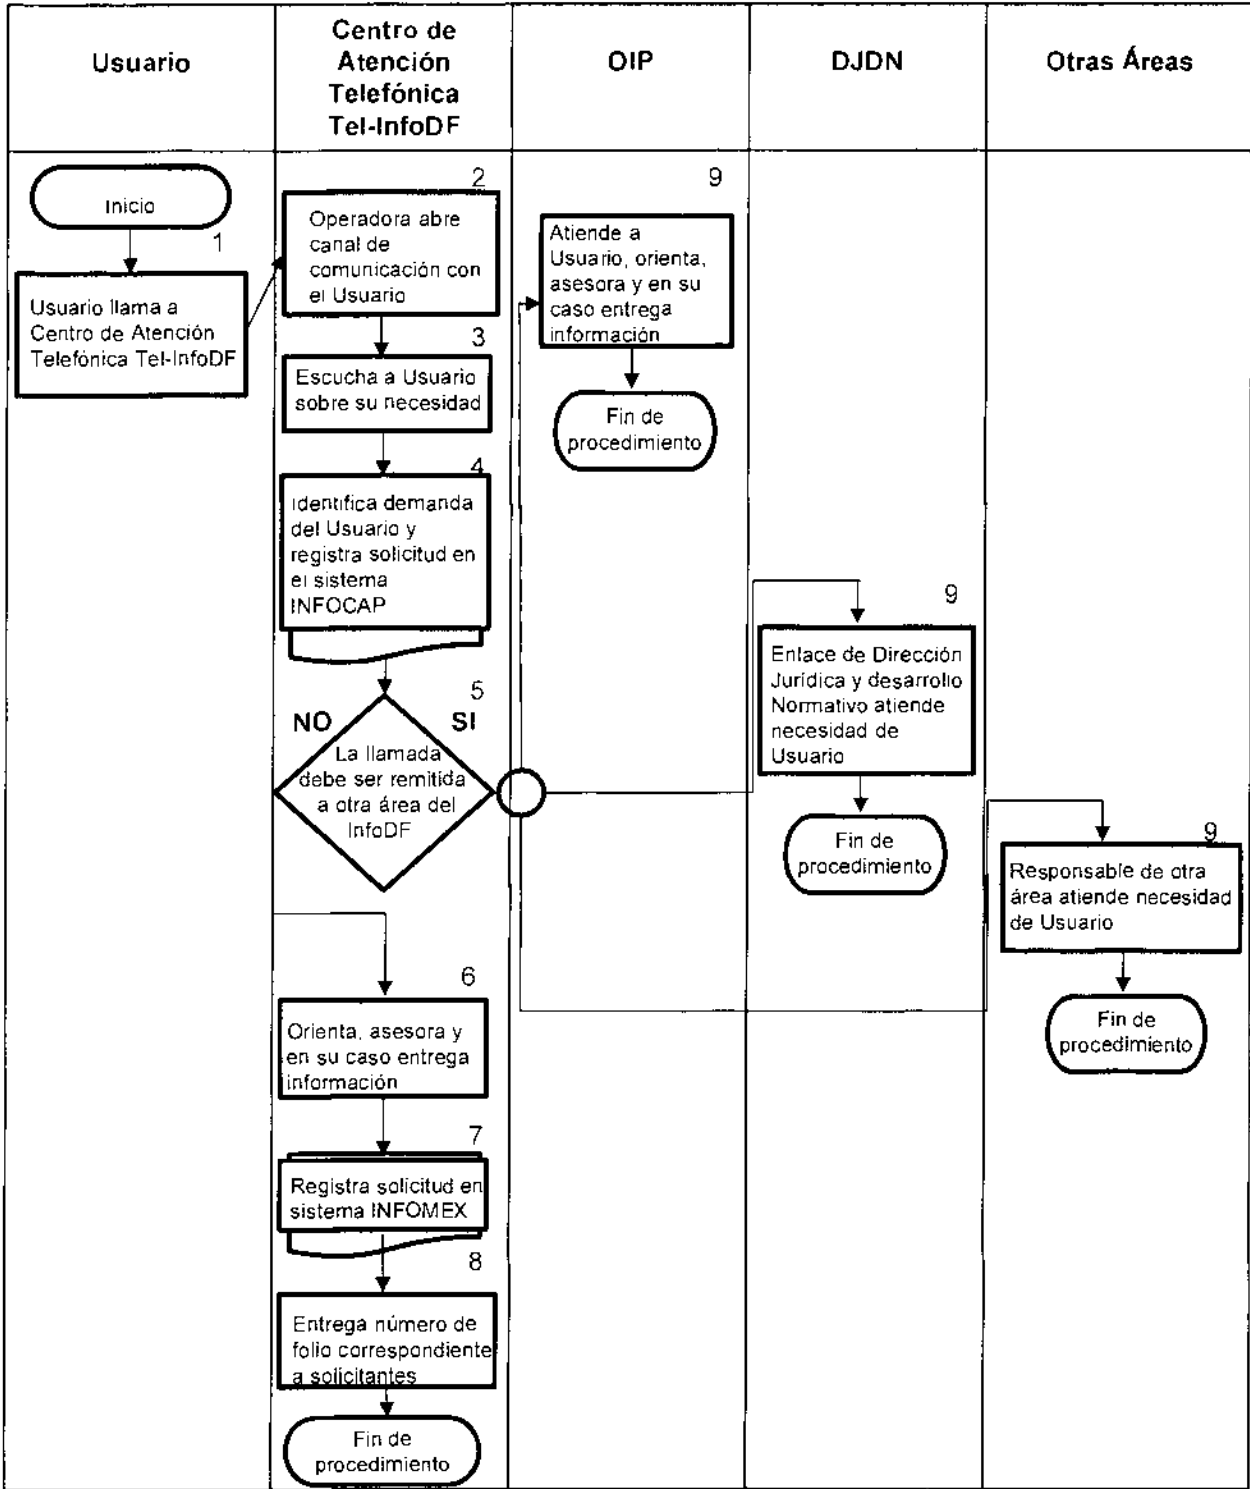 Usuario
Centro de
Atención
Telefónica
Tel-InfoDF
OIP
DJDN
Otras Áreas
Inicio
1
Usuario llama a
Centro de Atención
Telefónica Tel-InfoDF
2
Operadora abre
canal de
comunicación con
el Usuario
3
Escucha a Usuario
sobre su necesidad
4
Identifica demanda
del Usuario y
registra solicitud en
el sistema
INFOCAP
5
NO
SI
La llamada
debe ser remitida
a otra área del
InfoDF
6
Orienta, asesora y
en su caso entrega
información
7
Registra solicitud en
sistema INFOMEX
8
Entrega número de
folio correspondiente
a solicitantes
Fin de
procedimiento
9
Atiende a
Usuario, orienta,
asesora y en su
caso entrega
información
Fin de
procedimiento
9
Enlace de Dirección
Jurídica y desarrollo
Normativo atiende
necesidad de
Usuario
Fin de
procedimiento
9
Responsable de otra
área atiende necesidad
de Usuario
Fin de
procedimiento